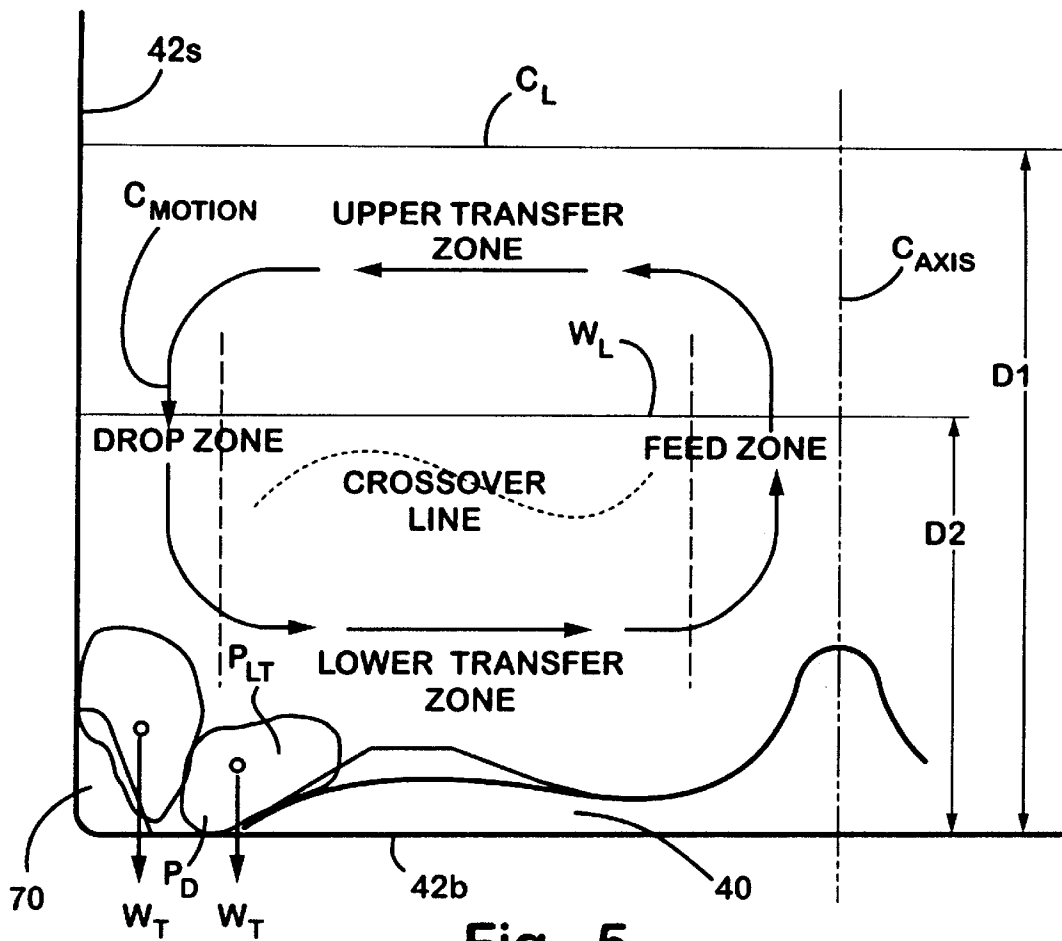 42s
C_L
C_MOTION
UPPER TRANSFER
ZONE
C_AXIS
W_L
D1
DROP ZONE
FEED ZONE
CROSSOVER
LINE
D2
P_LT
LOWER TRANSFER
ZONE
70
P_D
42b
40
W_T
W_T
Fig. 5